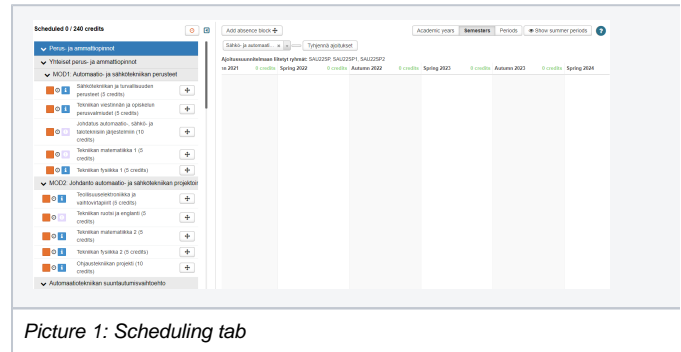 Scheduled 0 / 240 credits
Add absence block
Academic years Semesters Periods Show summer periods ?
Perus- ja ammattiopinnot
Sähkö- ja automaati...
Tyhjennä ajoitukset
Yhteiset perus- ja ammattiopinnot
Ajoitussuunnitelmaan liitetyt ryhmät: SAU22SP, SAU22SP1, SAU22SP2
MOD1: Automaatio- ja sähkötekniikan perusteet
2021 0 credits Spring 2022 0 credits Autumn 2022 0 credits Spring 2023 0 credits Autumn 2023 0 credits Spring 2024
Sähkötekniikan ja turvallisuuden
perusteet (5 credits)
Tekniikan viestinnän ja opiskelun
perusvalmiudet (5 credits)
Johdatus automaatio-, sähkö- ja
talotekniisiin järjestelmiin (10
credits)
Tekniikan matematiikka 1 (5
credits)
Tekniikan fysiikka 1 (5 credits)
MOD2: Johdanto automaatio- ja sähkötekniikan projektoin
Teollisuuselektroniikka ja
vaihtovirtapiirit (5 credits)
Tekniikan ruotsi ja englanti (5
credits)
Tekniikan matematiikka 2 (5
credits)
Tekniikan fysiikka 2 (5 credits)
Ohjaustekniikan projekti (10
credits)
Automaatiotekniikan suuntautumisvaihtoehto
Picture 1: Scheduling tab